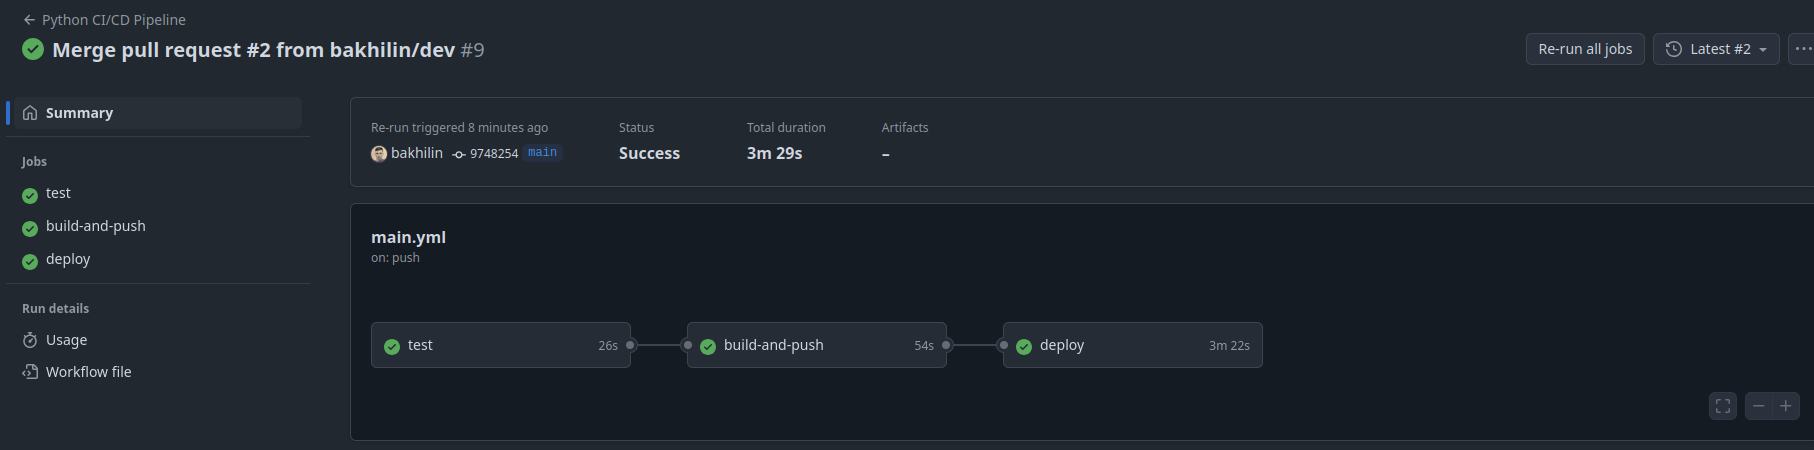 Python CI/CD Pipeline
Merge pull request #2 from bakhilin/dev #9
Re-run all jobs
Latest #2
Summary
Jobs
test
build-and-push
deploy
Run details
Usage
Workflow file
Re-run triggered 8 minutes ago
bakhilin 9748254 main
Status
Success
Total duration
3m 29s
Artifacts
–
main.yml
on: push
test 26s
build-and-push 54s
deploy 3m 22s